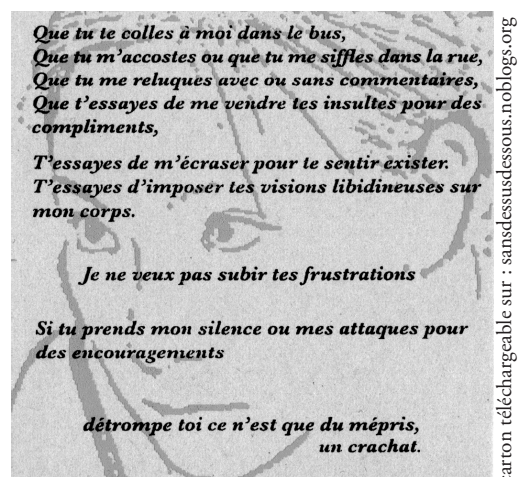 Que tu te colles à moi dans le bus,
Que tu m'accostes ou que tu me siffles dans la rue,
Que tu me reluques avec ou sans commentaires,
Que t'essayes de me vendre tes insultes pour des
compliments,
T'essayes de m'écraser pour te sentir exister.
T'essayes d'imposer tes visions libidineuses sur
mon corps.
Je ne veux pas subir tes frustrations
Si tu prends mon silence ou mes attaques pour
des encouragements
détrompe toi ce n'est que du mépris,
un crachat.
carton téléchargeable sur : sansdessusdessous.noblogs.org